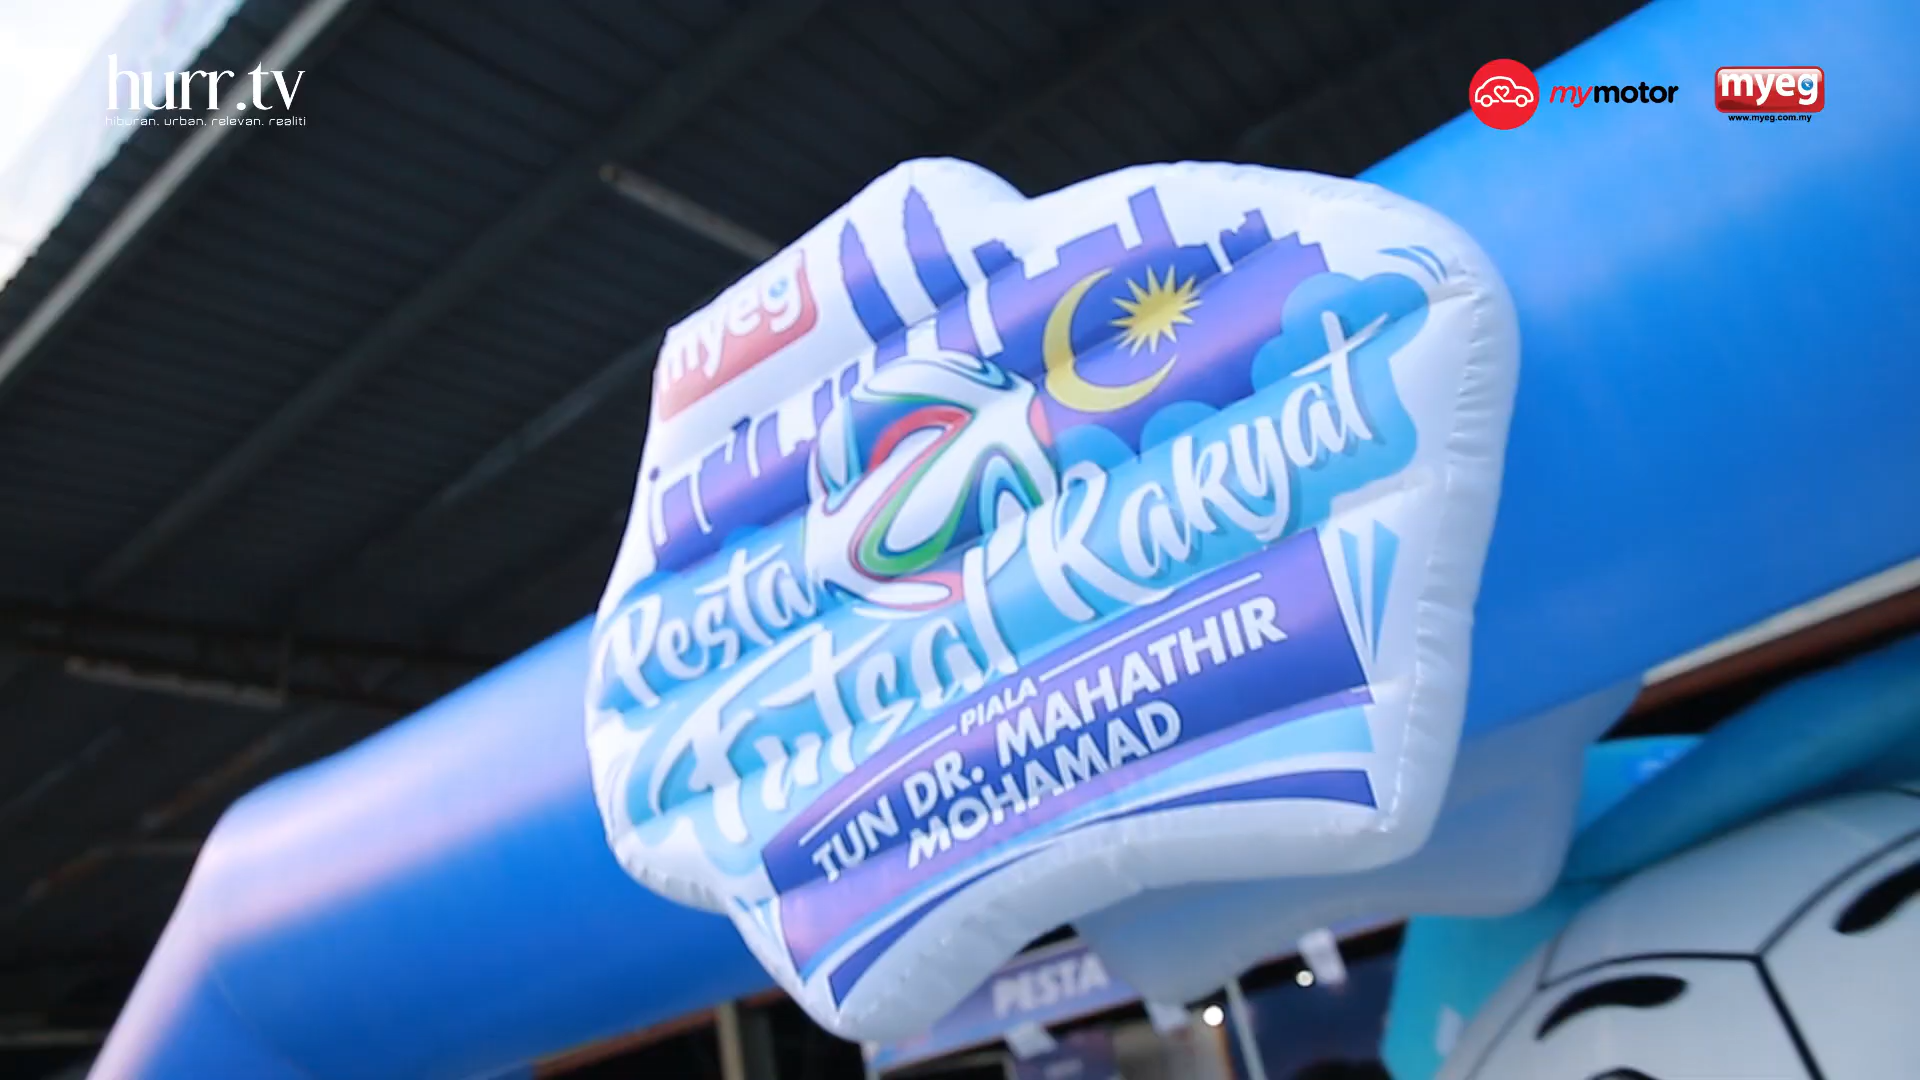 hurr.tv
hiburan. urban. relevan. realiti
mymotor
myeg
www.myeg.com.my
myeg
Pesta
Futsal Rakyat
PIALA
TUN DR. MAHATHIR
MOHAMAD
PESTA